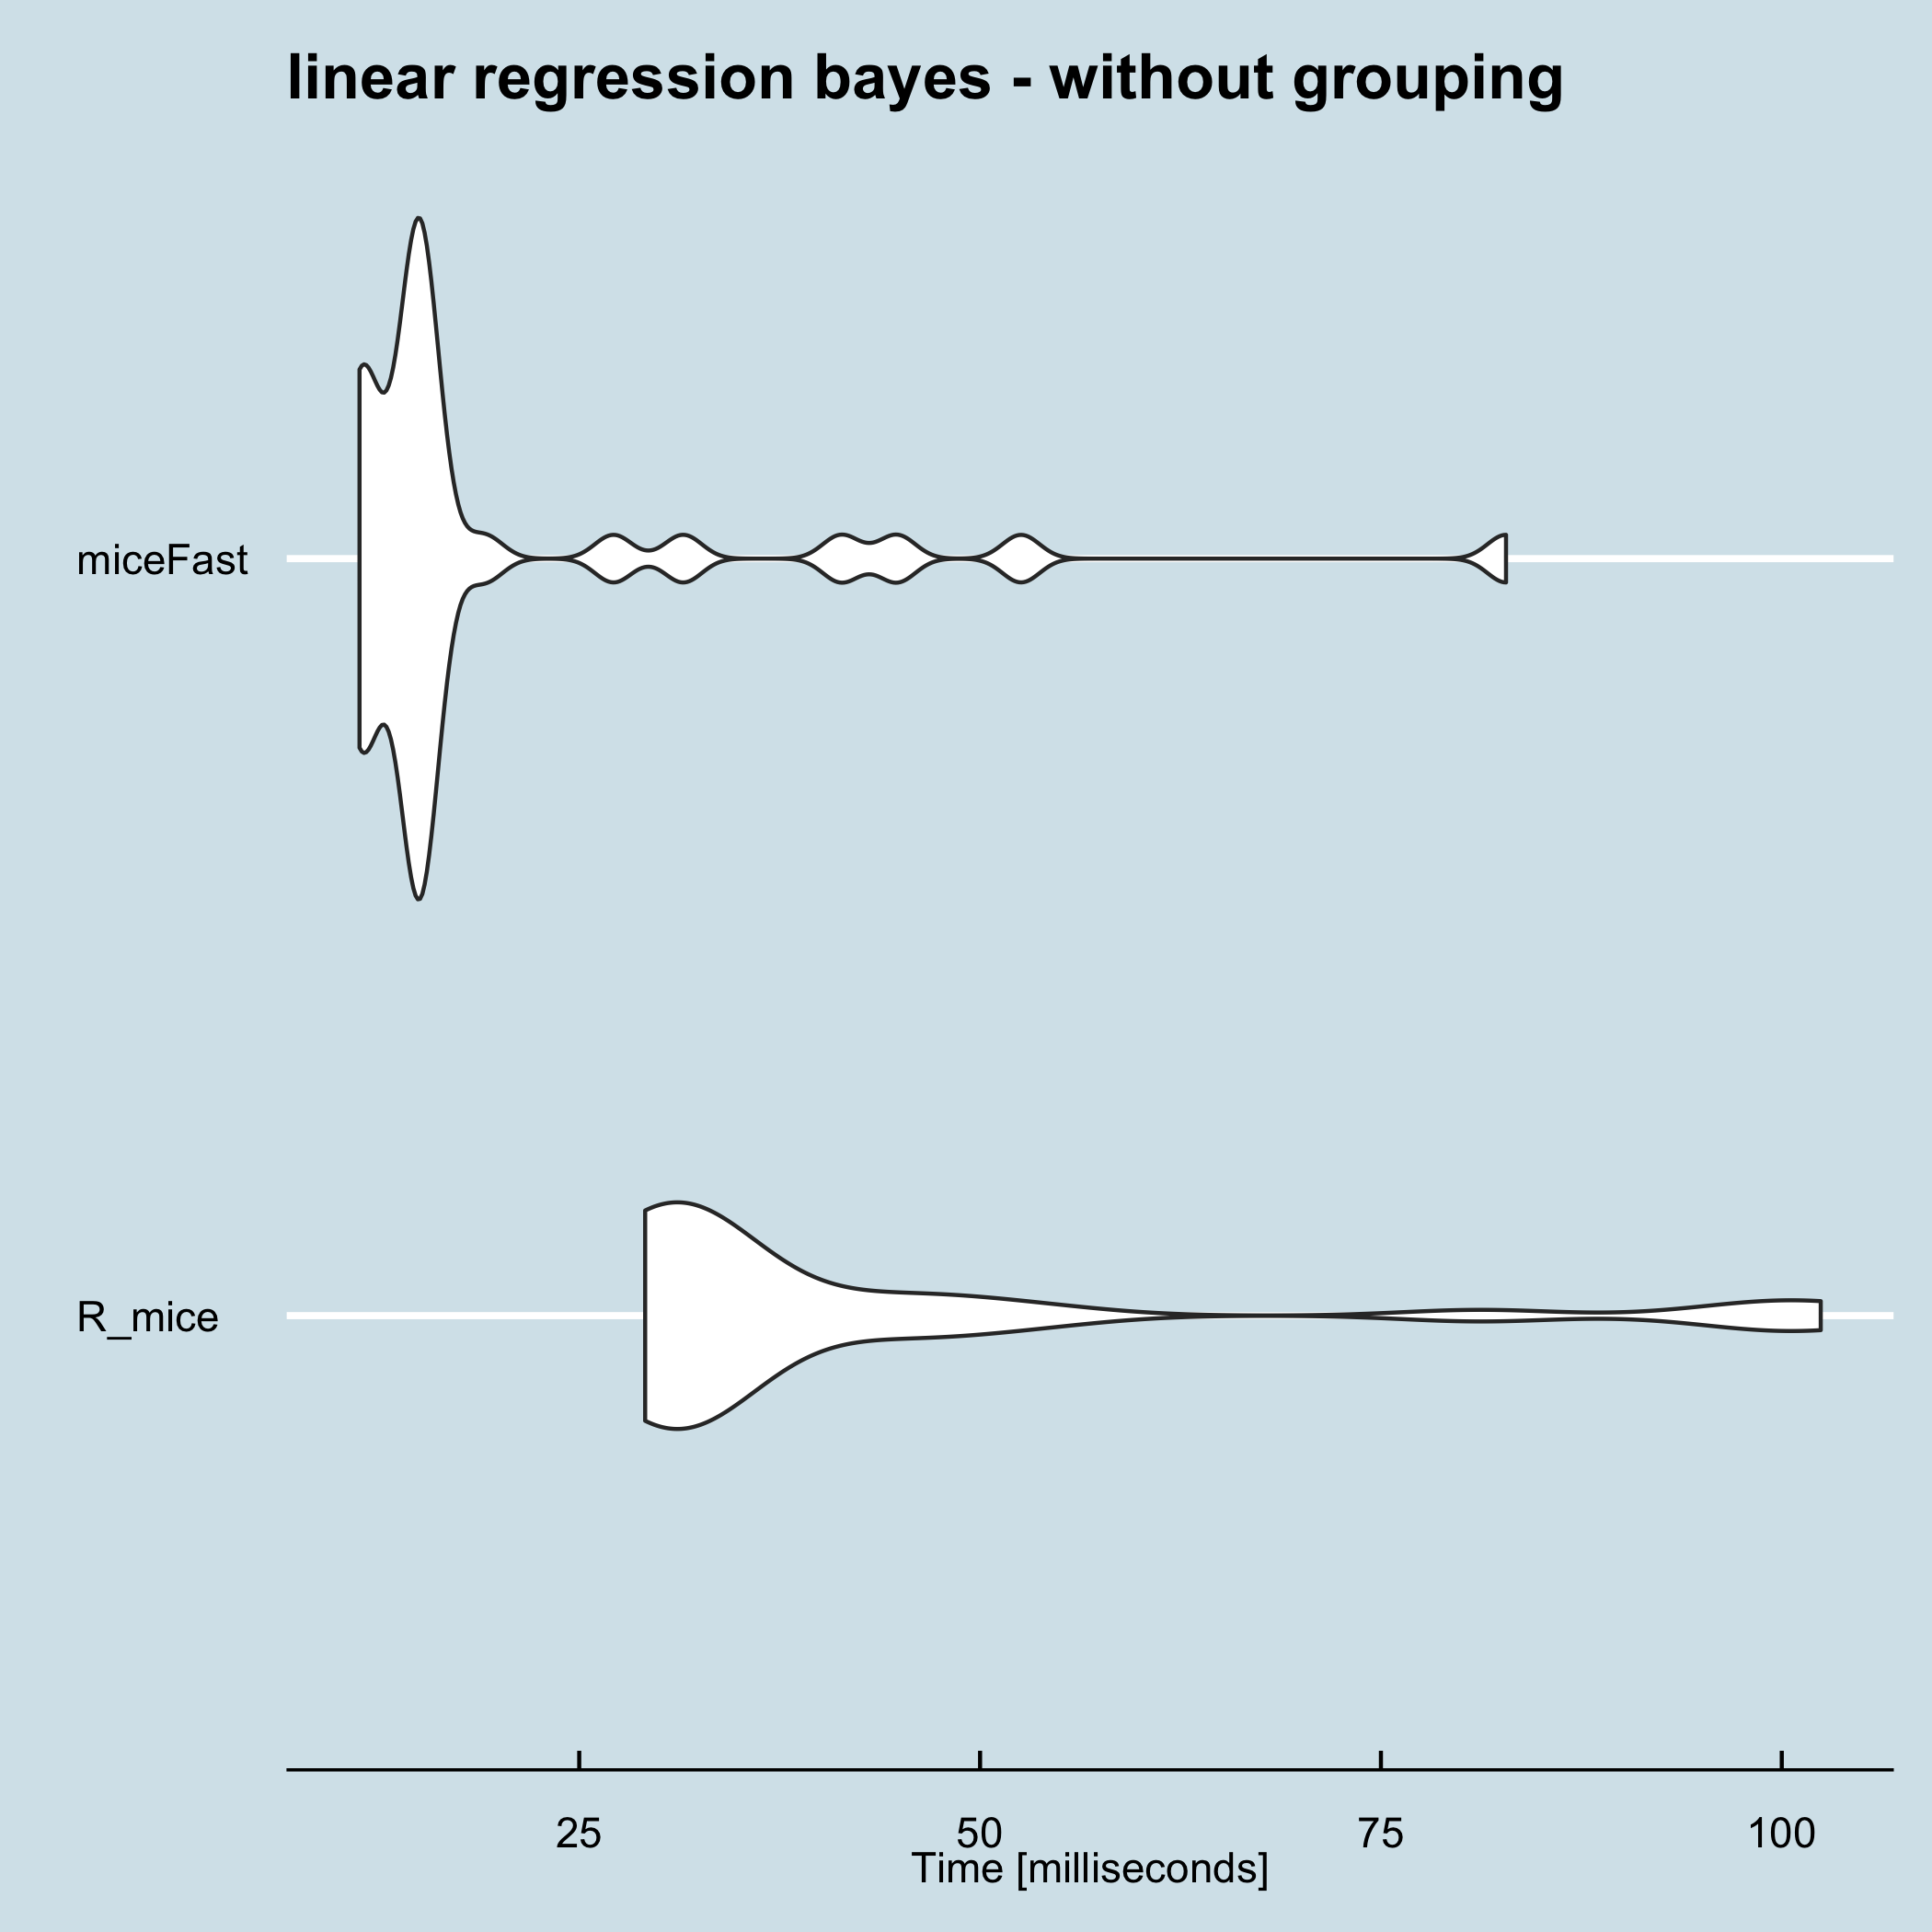 linear regression bayes - without grouping
miceFast
R_mice
25 50 75 100
Time [milliseconds]